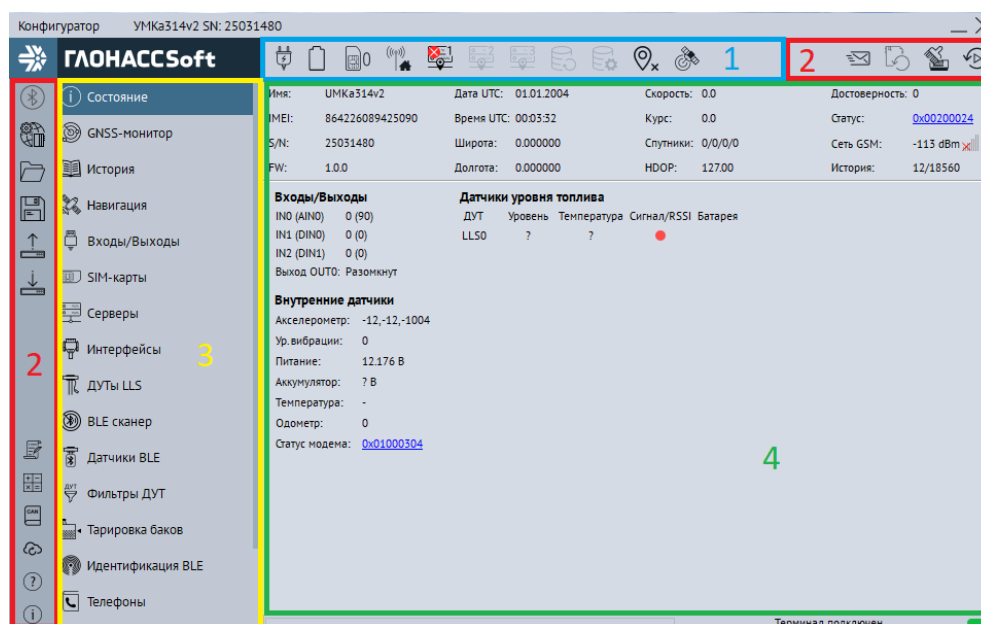 Конфигуратор УМКа314v2 SN: 25031480
ГЛОНАССSoft
0
1
1
2
Состояние
GNSS-монитор
История
Навигация
Входы/Выходы
SIM-карты
Серверы
Интерфейсы
ДУТы LLS
BLE сканер
Датчики BLE
ДУТ
Фильтры ДУТ
Тарировка баков
Идентификация BLE
Телефоны
CAN
2
3
Имя: UMKa314v2 Дата UTC: 01.01.2004 Скорость: 0.0 Достоверность: 0
IMEI: 864226089425090 Время UTC: 00:03:32 Курс: 0.0 Статус: 0x00200024
S/N: 25031480 Широта: 0.000000 Спутники: 0/0/0/0 Сеть GSM: -113 dBm
FW: 1.0.0 Долгота: 0.000000 HDOP: 127.00 История: 12/18560
Входы/Выходы
IN0 (AIN0) 0 (90)
IN1 (DIN0) 0 (0)
IN2 (DIN1) 0 (0)
Выход OUT0: Разомкнут
Датчики уровня топлива
ДУТ Уровень Температура Сигнал/RSSI Батарея
LLS0 ? ?
Внутренние датчики
Акселерометр: -12,-12,-1004
Ур.вибрации: 0
Питание: 12.176 В
Аккумулятор: ? В
Температура: -
Одометр: 0
Статус модема: 0x01000304
4
Терминал подключен